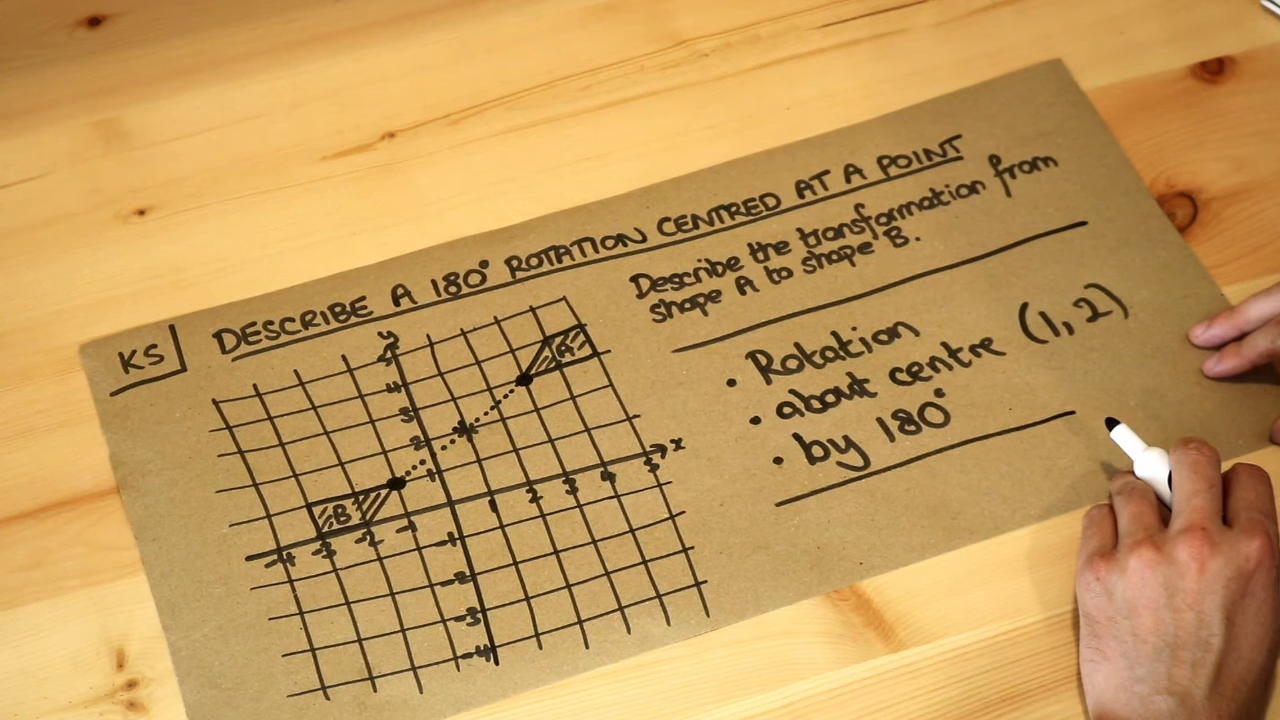 KS
DESCRIBE A 180° ROTATION CENTRED AT A POINT
Describe the transformation from
shape A to shape B.
• Rotation
• about centre (1,2)
• by 180°
y
5
4
3
2
1
-1
-2
-3
-4
-4 -3 -2 -1 1 2 3 4 5 x
A
B